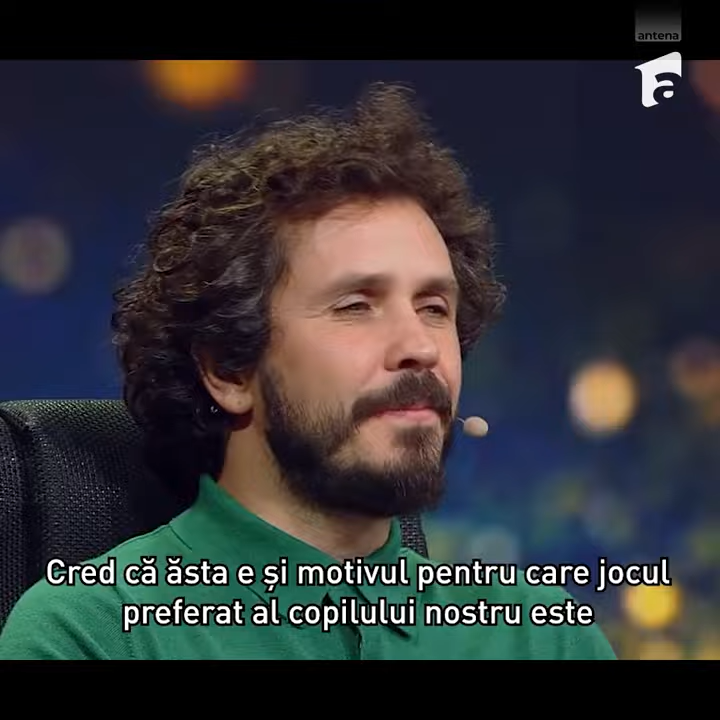 antena
a
Cred că ăsta e și motivul pentru care jocul
preferat al copilului nostru este